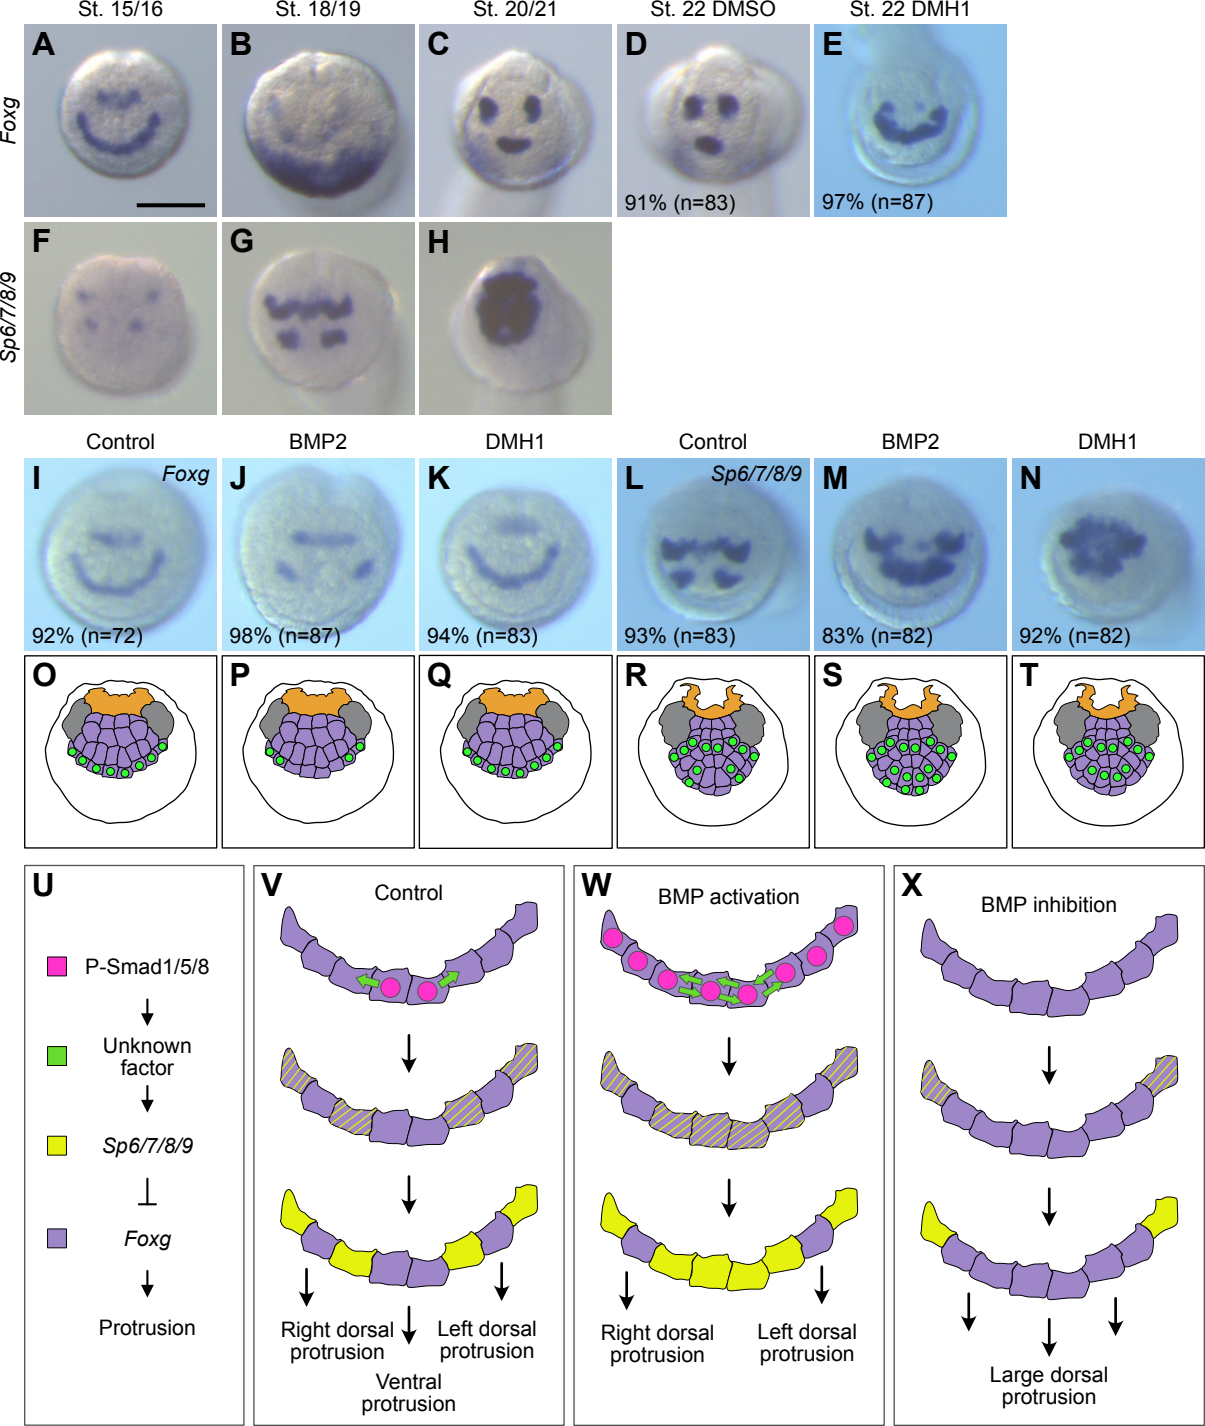 St. 15/16
St. 18/19
St. 20/21
St. 22 DMSO
St. 22 DMH1
Foxg
A
B
C
D
91% (n=83)
E
97% (n=87)
Sp6/7/8/9
F
G
H
Control
BMP2
DMH1
Control
BMP2
DMH1
I
Foxg
92% (n=72)
J
98% (n=87)
K
94% (n=83)
L
Sp6/7/8/9
93% (n=83)
M
83% (n=82)
N
92% (n=82)
O
P
Q
R
S
T
U
P-Smad1/5/8
Unknown
factor
Sp6/7/8/9
Foxg
Protrusion
V
Control
Right dorsal
protrusion
Left dorsal
protrusion
Ventral
protrusion
W
BMP activation
Right dorsal
protrusion
Left dorsal
protrusion
X
BMP inhibition
Large dorsal
protrusion